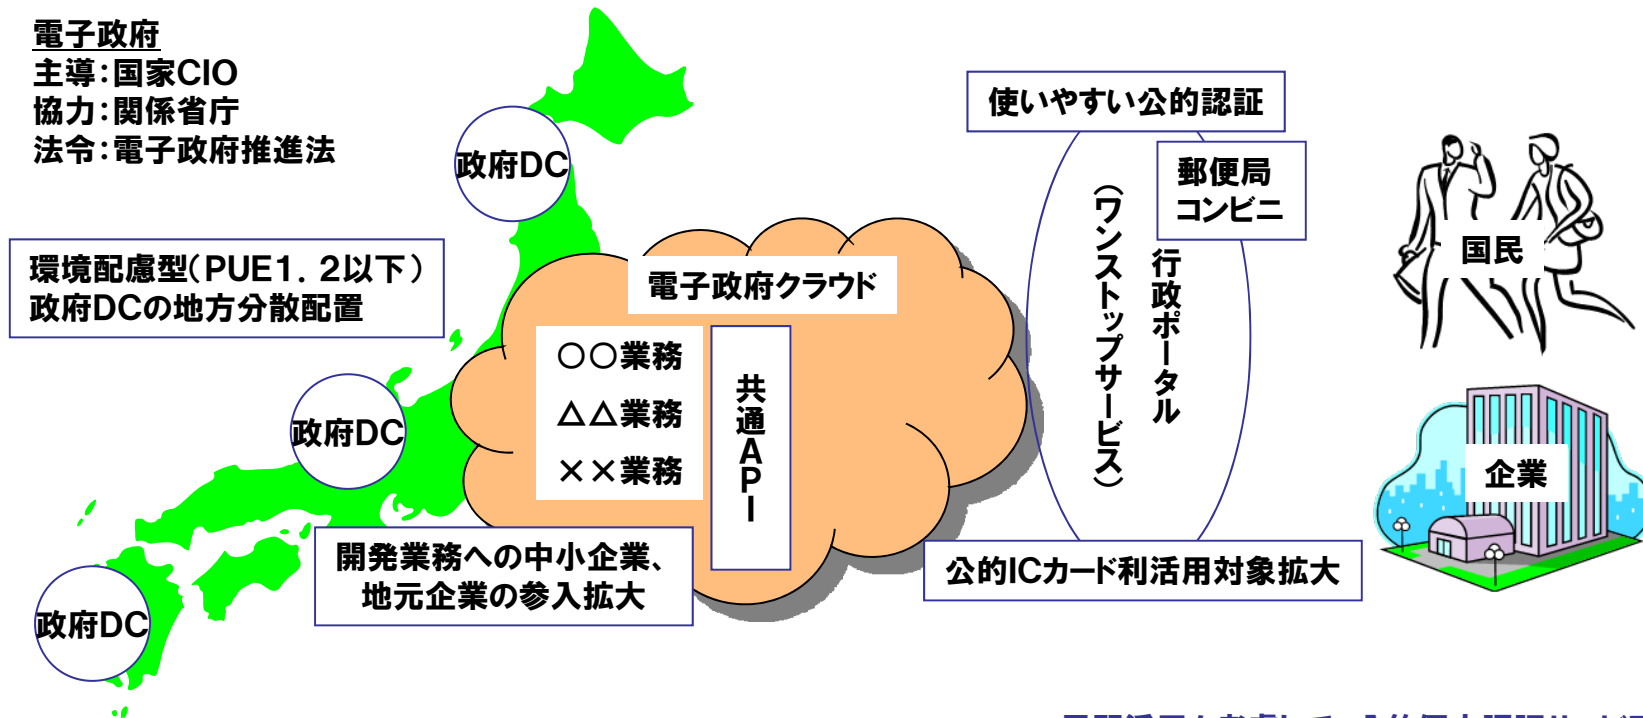 電子政府
主導：国家CIO
協力：関係省庁
法令：電子政府推進法
政府DC
環境配慮型（PUE1．2以下）
政府DCの地方分散配置
政府DC
政府DC
電子政府クラウド
○○業務
△△業務
××業務
共通API
開発業務への中小企業、
地元企業の参入拡大
使いやすい公的認証
郵便局
コンビニ
行政ポータル
（ワンストップサービス）
公的ICカード利活用対象拡大
国民
企業